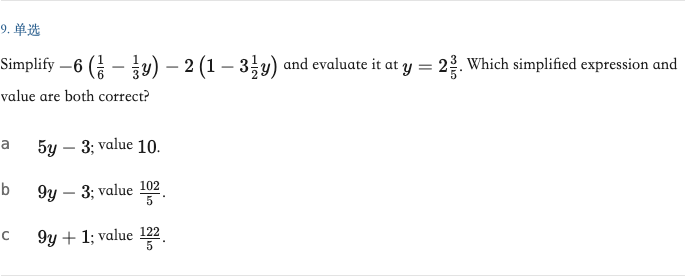 9. 单选
Simplify −6 (1/6 − 1/3 y) − 2 (1 − 3 1/2 y) and evaluate it at y = 2 3/5. Which simplified expression and
value are both correct?
a 5y − 3; value 10.
b 9y − 3; value 102/5.
c 9y + 1; value 122/5.